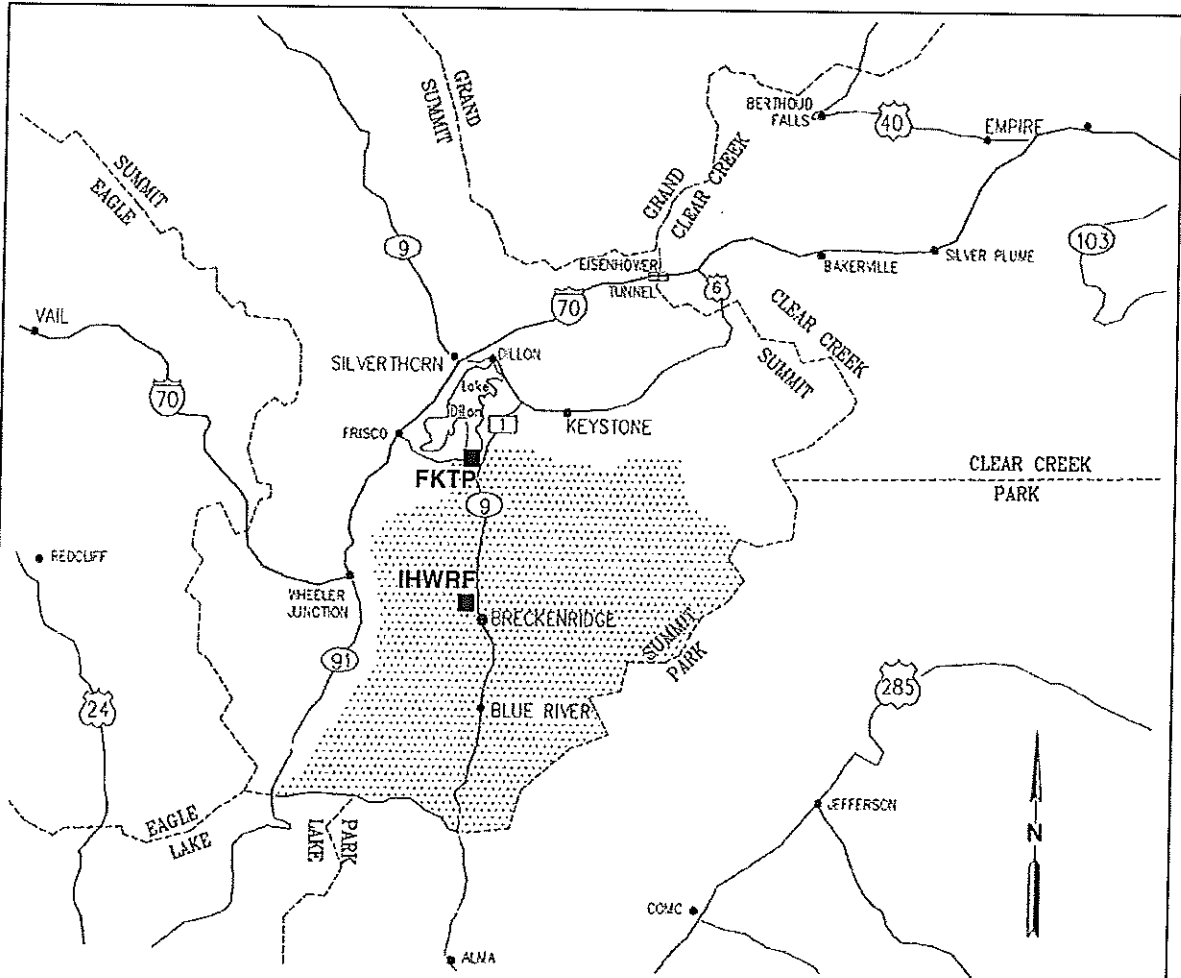 GRAND
SUMMIT
BERTHOUD
FALLS
40
EMPIRE
SUMMIT
EAGLE
GRAND
CLEAR CREEK
9
103
EISENHOWER
TUNNEL
BAKERVILLE
SILVER PLUME
6
70
VAIL
CLEAR CREEK
SUMMIT
SILVERTHORN
DILLON
Lake
Dillon
70
1
KEYSTONE
FRISCO
CLEAR CREEK
PARK
FKTP
9
REDCLIFF
WHEELER
JUNCTION
IHWRF
BRECKENRIDGE
SUMMIT
PARK
91
285
24
BLUE RIVER
JEFFERSON
EAGLE
LAKE
PARK
LAKE
N
COMO
ALMA